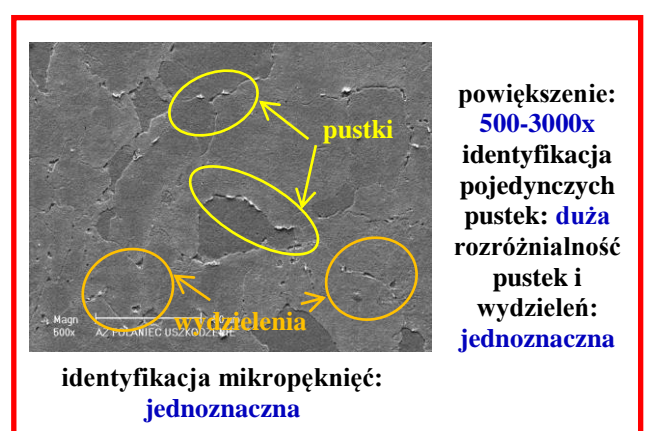 pustki
wydzielenia
Magn
500x AZ POŁANIEC USZKODZENIE
powiększenie:
500-3000x
identyfikacja
pojedynczych
pustek: duża
rozróżnialność
pustek i
wydzieleń:
jednoznaczna
identyfikacja mikropęknięć:
jednoznaczna